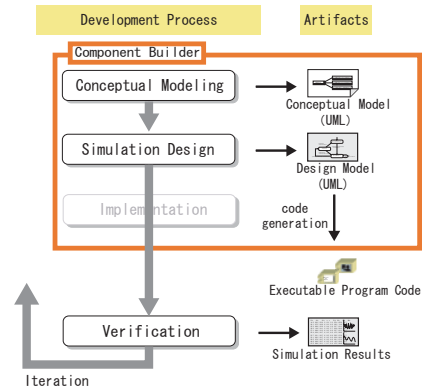 Development Process
Artifacts
Component Builder
Conceptual Modeling
Conceptual Model
(UML)
Simulation Design
Design Model
(UML)
Implementation
code
generation
Executable Program Code
Verification
Simulation Results
Iteration